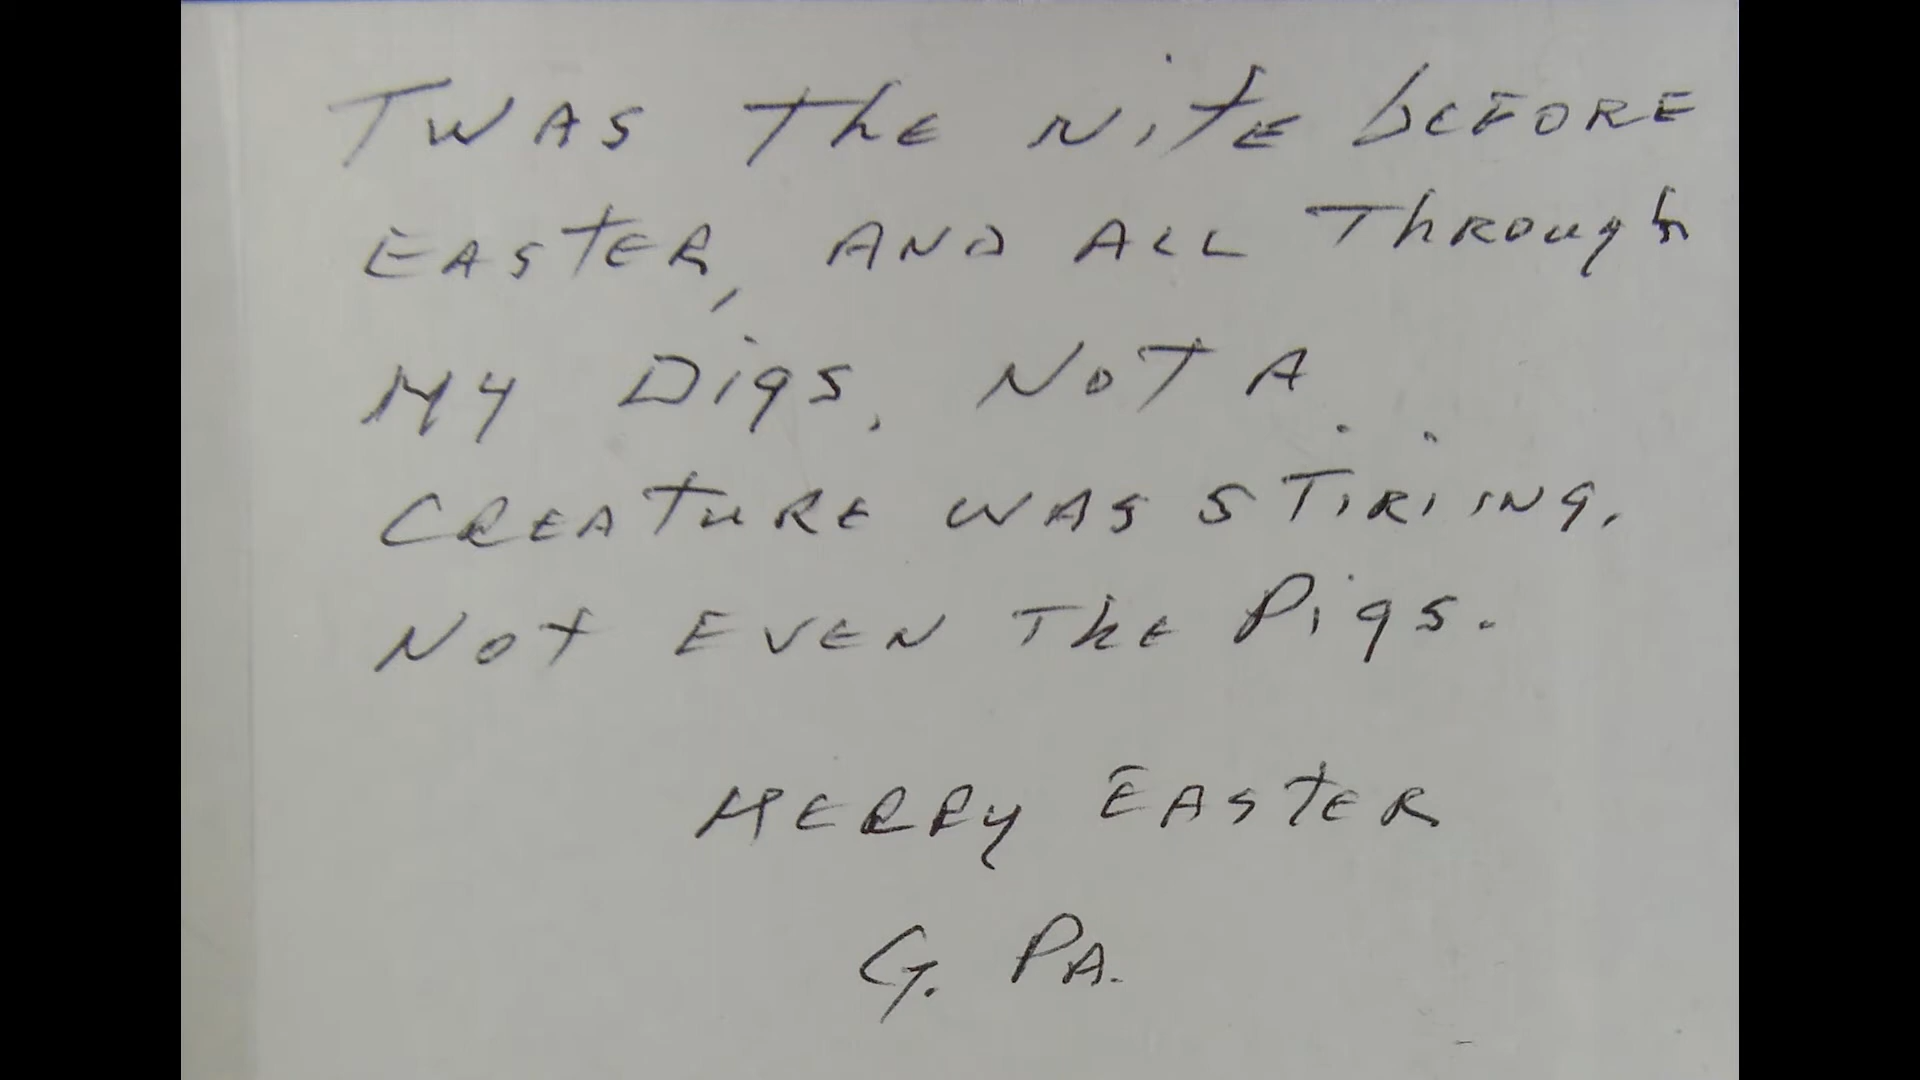 TWAS The NiTE bEFORE
EASTER, AND ALL ThROUgh
MY Digs, NOT A
CREATURE WAS STIRiING,
NOT EVEN The Pigs.
MERRy EASTER
G. PA.